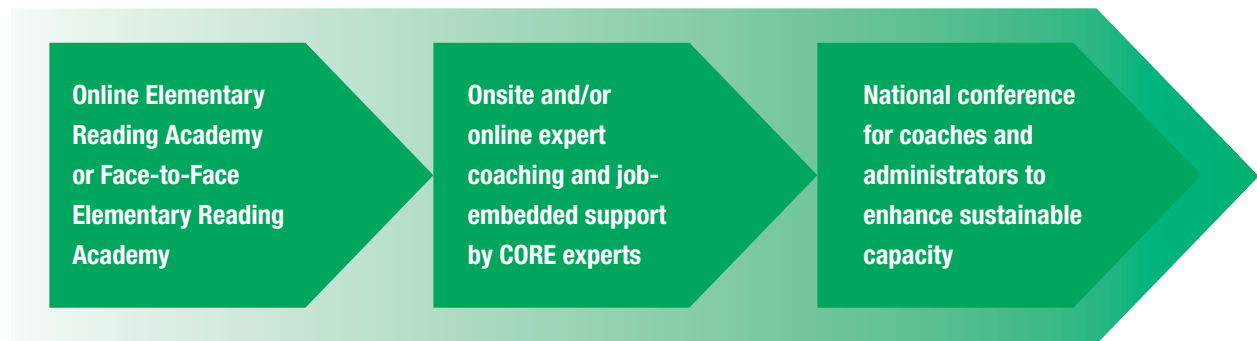 Online Elementary
Reading Academy
or Face-to-Face
Elementary Reading
Academy
Onsite and/or
online expert
coaching and job-
embedded support
by CORE experts
National conference
for coaches and
administrators to
enhance sustainable
capacity